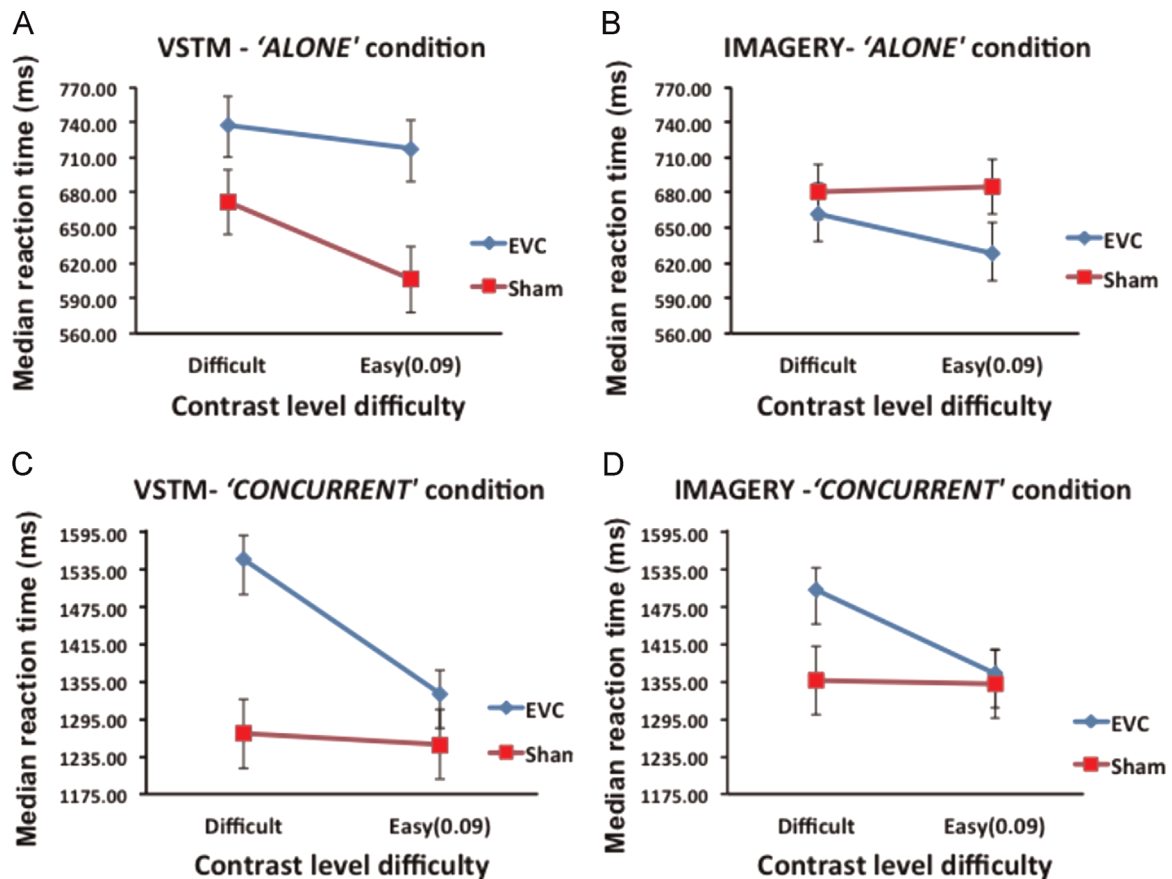 A
VSTM - ‘ALONE' condition
Median reaction time (ms)
770.00
740.00
710.00
680.00
650.00
620.00
590.00
560.00
Difficult
Easy(0.09)
Contrast level difficulty
EVC
Sham
B
IMAGERY- ‘ALONE' condition
Median reaction time (ms)
770.00
740.00
710.00
680.00
650.00
620.00
590.00
560.00
Difficult
Easy(0.09)
Contrast level difficulty
EVC
Sham
C
VSTM- ‘CONCURRENT' condition
Median reaction time (ms)
1595.00
1535.00
1475.00
1415.00
1355.00
1295.00
1235.00
1175.00
Difficult
Easy(0.09)
Contrast level difficulty
EVC
Shan
D
IMAGERY -‘CONCURRENT' condition
Median reaction time (ms)
1595.00
1535.00
1475.00
1415.00
1355.00
1295.00
1235.00
1175.00
Difficult
Easy(0.09)
Contrast level difficulty
EVC
Sham